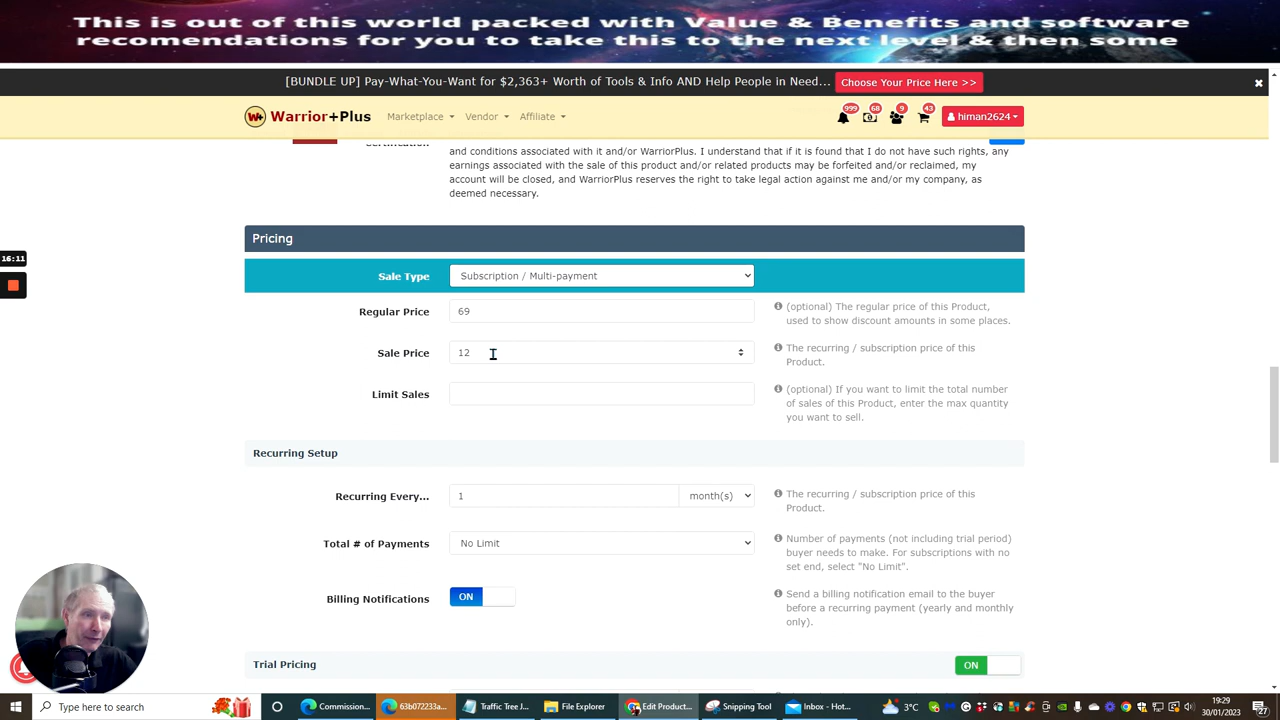 This is out of this world packed with Value & Benefits and software
recomendations for you to take this to the next level & then some
[BUNDLE UP] Pay-What-You-Want for $2,363+ Worth of Tools & Info AND Help People in Need... Choose Your Price Here >>
W+ Warrior+Plus Marketplace Vendor Affiliate 999 68 9 43 himan2624
and conditions associated with it and/or WarriorPlus. I understand that if it is found that I do not have such rights, any
earnings associated with the sale of this product and/or related products may be forfeited and/or reclaimed, my
account will be closed, and WarriorPlus reserves the right to take legal action against me and/or my company, as
deemed necessary.
Pricing
16:11
Sale Type Subscription / Multi-payment
Regular Price 69 (optional) The regular price of this Product,
used to show discount amounts in some places.
Sale Price 12 The recurring / subscription price of this
Product.
Limit Sales (optional) If you want to limit the total number
of sales of this Product, enter the max quantity
you want to sell.
Recurring Setup
Recurring Every... 1 month(s) The recurring / subscription price of this
Product.
Total # of Payments No Limit Number of payments (not including trial period)
buyer needs to make. For subscriptions with no
set end, select "No Limit".
Billing Notifications ON Send a billing notification email to the buyer
before a recurring payment (yearly and monthly
only).
Trial Pricing ON
Type here to search Commission... 63b072233a... Traffic Tree J... File Explorer Edit Product... Snipping Tool Inbox - Hot... 3°C 19:29
30/01/2023